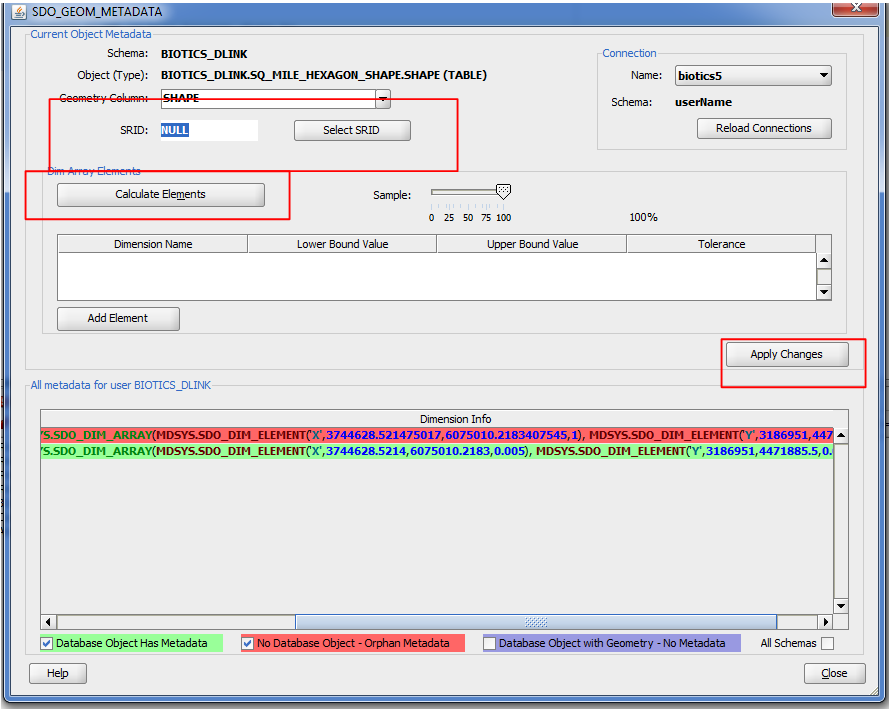 SDO_GEOM_METADATA
Current Object Metadata
Schema: BIOTICS_DLINK
Object (Type): BIOTICS_DLINK.SQ_MILE_HEXAGON_SHAPE.SHAPE (TABLE)
Geometry Column: SHAPE
SRID: NULL Select SRID
Connection
Name: biotics5
Schema: userName
Reload Connections
Dim Array Elements
Calculate Elements Sample: 0 25 50 75 100 100%
Dimension Name Lower Bound Value Upper Bound Value Tolerance
Add Element
Apply Changes
All metadata for user BIOTICS_DLINK
Dimension Info
YS.SDO_DIM_ARRAY(MDSYS.SDO_DIM_ELEMENT('X',3744628.521475017,6075010.2183407545,1), MDSYS.SDO_DIM_ELEMENT('Y',3186951,447
YS.SDO_DIM_ARRAY(MDSYS.SDO_DIM_ELEMENT('X',3744628.5214,6075010.2183,0.005), MDSYS.SDO_DIM_ELEMENT('Y',3186951,4471885.5,0.
Database Object Has Metadata No Database Object - Orphan Metadata Database Object with Geometry - No Metadata All Schemas
Help Close